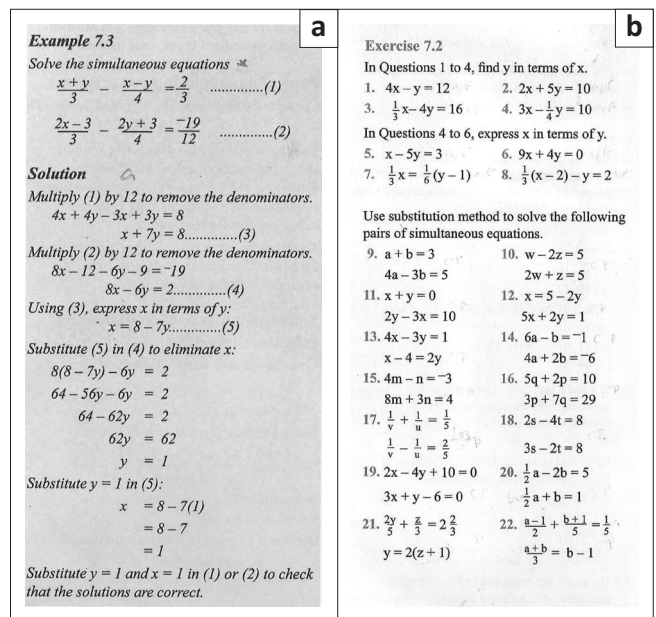 a
Example 7.3
Solve the simultaneous equations
x + y / 3 − x − y / 4 = 2/3 ..............(1)
2x − 3 / 3 − 2y + 3 / 4 = ⁻19 / 12 ..............(2)
Solution
Multiply (1) by 12 to remove the denominators.
4x + 4y − 3x + 3y = 8
x + 7y = 8..............(3)
Multiply (2) by 12 to remove the denominators.
8x − 12 − 6y − 9 = ⁻19
8x − 6y = 2.............(4)
Using (3), express x in terms of y:
x = 8 − 7y.............(5)
Substitute (5) in (4) to eliminate x:
8(8 − 7y) − 6y = 2
64 − 56y − 6y = 2
64 − 62y = 2
62y = 62
y = 1
Substitute y = 1 in (5):
x = 8 − 7(1)
= 8 − 7
= 1
Substitute y = 1 and x = 1 in (1) or (2) to check
that the solutions are correct.
b
Exercise 7.2
In Questions 1 to 4, find y in terms of x.
1. 4x − y = 12 2. 2x + 5y = 10
3. 1/3 x − 4y = 16 4. 3x − 1/4 y = 10
In Questions 4 to 6, express x in terms of y.
5. x − 5y = 3 6. 9x + 4y = 0
7. 1/3 x = 1/6 (y − 1) 8. 1/3 (x − 2) − y = 2
Use substitution method to solve the following
pairs of simultaneous equations.
9. a + b = 3 10. w − 2z = 5
4a − 3b = 5 2w + z = 5
11. x + y = 0 12. x = 5 − 2y
2y − 3x = 10 5x + 2y = 1
13. 4x − 3y = 1 14. 6a − b = ⁻1
x − 4 = 2y 4a + 2b = ⁻6
15. 4m − n = ⁻3 16. 5q + 2p = 10
8m + 3n = 4 3p + 7q = 29
17. 1/v + 1/u = 1/5 18. 2s − 4t = 8
1/v − 1/u = 2/5 3s − 2t = 8
19. 2x − 4y + 10 = 0 20. 1/2 a − 2b = 5
3x + y − 6 = 0 1/2 a + b = 1
21. 2y/5 + z/3 = 2 2/3 22. a − 1 / 2 + b + 1 / 5 = 1/5
y = 2(z + 1) a + b / 3 = b − 1